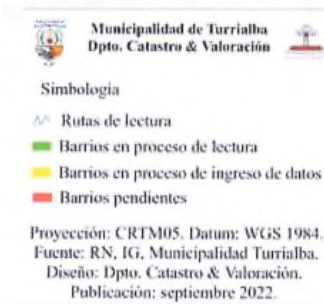 Municipalidad de Turrialba
Dpto. Catastro & Valoración
Simbología
Rutas de lectura
Barrios en proceso de lectura
Barrios en proceso de ingreso de datos
Barrios pendientes
Proyección: CRTM05. Datum: WGS 1984.
Fuente: RN, IG, Municipalidad Turrialba.
Diseño: Dpto. Catastro & Valoración.
Publicación: septiembre 2022.